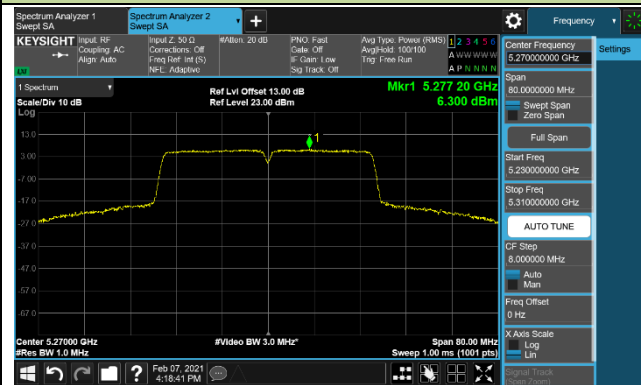 Spectrum Analyzer 1
Swept SA
Spectrum Analyzer 2
Swept SA
+
Frequency
KEYSIGHT
Input: RF
Coupling: AC
Align: Auto
Input Z: 50 Ω
Corrections: Off
Freq Ref: Int (S)
NFE: Adaptive
#Atten: 20 dB
PNO: Fast
Gate: Off
IF Gain: Low
Sig Track: Off
Avg Type: Power (RMS)
Avg|Hold: 100/100
Trig: Free Run
1 2 3 4 5 6
A W W W W W
A P N N N N
LW
1 Spectrum
Scale/Div 10 dB
Log
Ref Lvl Offset 13.00 dB
Ref Level 23.00 dBm
Mkr1 5.277 20 GHz
6.300 dBm
13.0
3.00
-7.00
-17.0
-27.0
-37.0
-47.0
-57.0
-67.0
1
Center 5.27000 GHz
#Res BW 1.0 MHz
#Video BW 3.0 MHz*
Span 80.00 MHz
Sweep 1.00 ms (1001 pts)
Center Frequency
5.270000000 GHz
Settings
Span
80.0000000 MHz
Swept Span
Zero Span
Full Span
Start Freq
5.230000000 GHz
Stop Freq
5.310000000 GHz
AUTO TUNE
CF Step
8.000000 MHz
Auto
Man
Freq Offset
0 Hz
X Axis Scale
Log
Lin
Signal Track
(Span Zoom)
?
Feb 07, 2021
4:18:41 PM